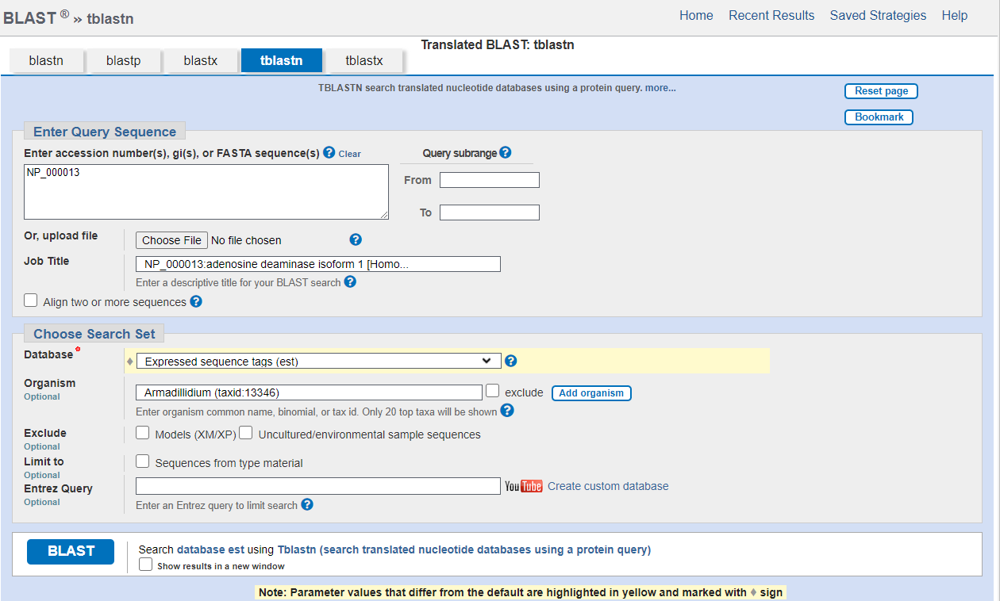 BLAST ® » tblastn
Home Recent Results Saved Strategies Help
Translated BLAST: tblastn
blastn blastp blastx tblastn tblastx
TBLASTN search translated nucleotide databases using a protein query. more...
Reset page
Bookmark
Enter Query Sequence
Enter accession number(s), gi(s), or FASTA sequence(s) ? Clear
Query subrange ?
NP_000013
From
To
Or, upload file
Choose File No file chosen ?
Job Title
NP_000013:adenosine deaminase isoform 1 [Homo...
Enter a descriptive title for your BLAST search ?
Align two or more sequences ?
Choose Search Set
Database *
♦ Expressed sequence tags (est) ?
Organism
Optional
Armadillidium (taxid:13346) exclude Add organism
Enter organism common name, binomial, or tax id. Only 20 top taxa will be shown ?
Exclude
Optional
Models (XM/XP) Uncultured/environmental sample sequences
Limit to
Optional
Sequences from type material
Entrez Query
Optional
YouTube Create custom database
Enter an Entrez query to limit search ?
BLAST
Search database est using Tblastn (search translated nucleotide databases using a protein query)
Show results in a new window
Note: Parameter values that differ from the default are highlighted in yellow and marked with ♦ sign